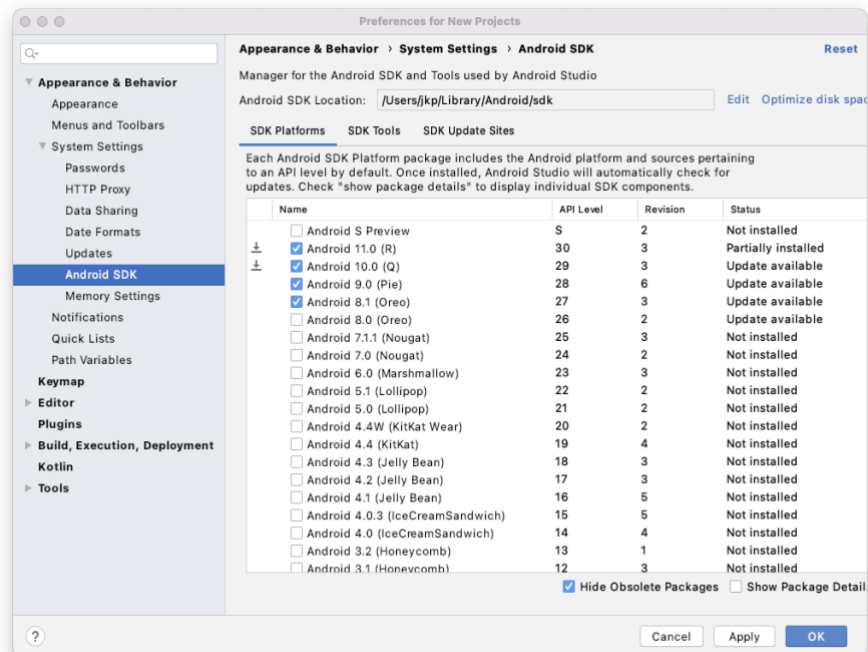 Preferences for New Projects
Appearance & Behavior › System Settings › Android SDK Reset
Manager for the Android SDK and Tools used by Android Studio
Android SDK Location: /Users/jkp/Library/Android/sdk Edit Optimize disk spac
Appearance & Behavior
Appearance
Menus and Toolbars
System Settings
Passwords
HTTP Proxy
Data Sharing
Date Formats
Updates
Android SDK
Memory Settings
Notifications
Quick Lists
Path Variables
Keymap
Editor
Plugins
Build, Execution, Deployment
Kotlin
Tools
SDK Platforms SDK Tools SDK Update Sites
Each Android SDK Platform package includes the Android platform and sources pertaining
to an API level by default. Once installed, Android Studio will automatically check for
updates. Check "show package details" to display individual SDK components.
Name API Level Revision Status
Android S Preview S 2 Not installed
Android 11.0 (R) 30 3 Partially installed
Android 10.0 (Q) 29 3 Update available
Android 9.0 (Pie) 28 6 Update available
Android 8.1 (Oreo) 27 3 Update available
Android 8.0 (Oreo) 26 2 Update available
Android 7.1.1 (Nougat) 25 3 Not installed
Android 7.0 (Nougat) 24 2 Not installed
Android 6.0 (Marshmallow) 23 3 Not installed
Android 5.1 (Lollipop) 22 2 Not installed
Android 5.0 (Lollipop) 21 2 Not installed
Android 4.4W (KitKat Wear) 20 2 Not installed
Android 4.4 (KitKat) 19 4 Not installed
Android 4.3 (Jelly Bean) 18 3 Not installed
Android 4.2 (Jelly Bean) 17 3 Not installed
Android 4.1 (Jelly Bean) 16 5 Not installed
Android 4.0.3 (IceCreamSandwich) 15 5 Not installed
Android 4.0 (IceCreamSandwich) 14 4 Not installed
Android 3.2 (Honeycomb) 13 1 Not installed
Android 3.1 (Honeycomb) 12 3 Not installed
Hide Obsolete Packages Show Package Detail
? Cancel Apply OK